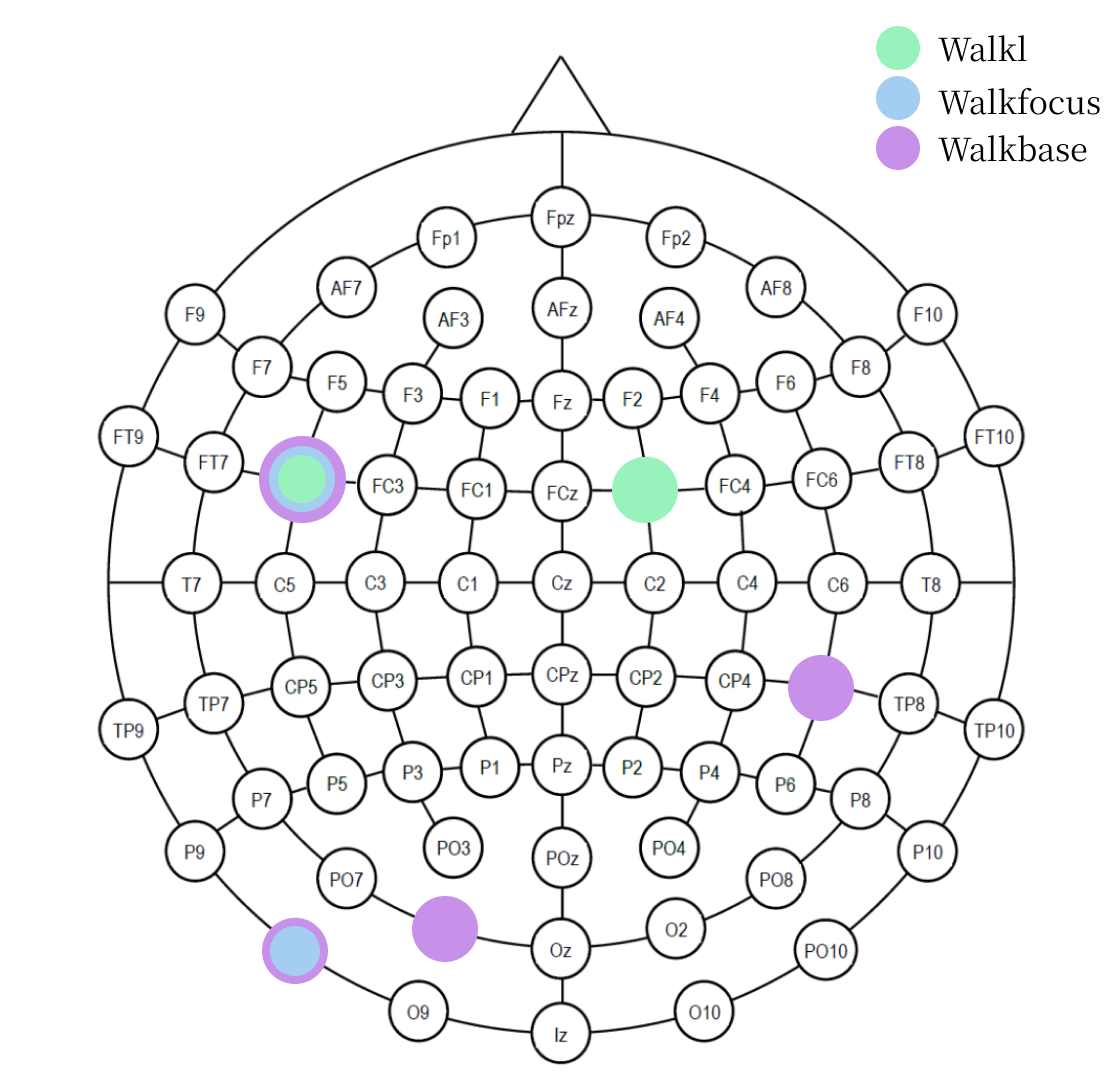 Walkl
Walkfocus
Walkbase
Fpz
Fp1 Fp2
AF7 AF8
AF3 AFz AF4
F9 F10
F7 F5 F3 F1 Fz F2 F4 F6 F8
FT9 FT7 FC3 FC1 FCz FC4 FC6 FT8 FT10
T7 C5 C3 C1 Cz C2 C4 C6 T8
TP9 TP7 CP5 CP3 CP1 CPz CP2 CP4 TP8 TP10
P7 P5 P3 P1 Pz P2 P4 P6 P8
P9 PO3 POz PO4 P10
PO7 PO8
Oz O2 PO10
O9 Iz O10